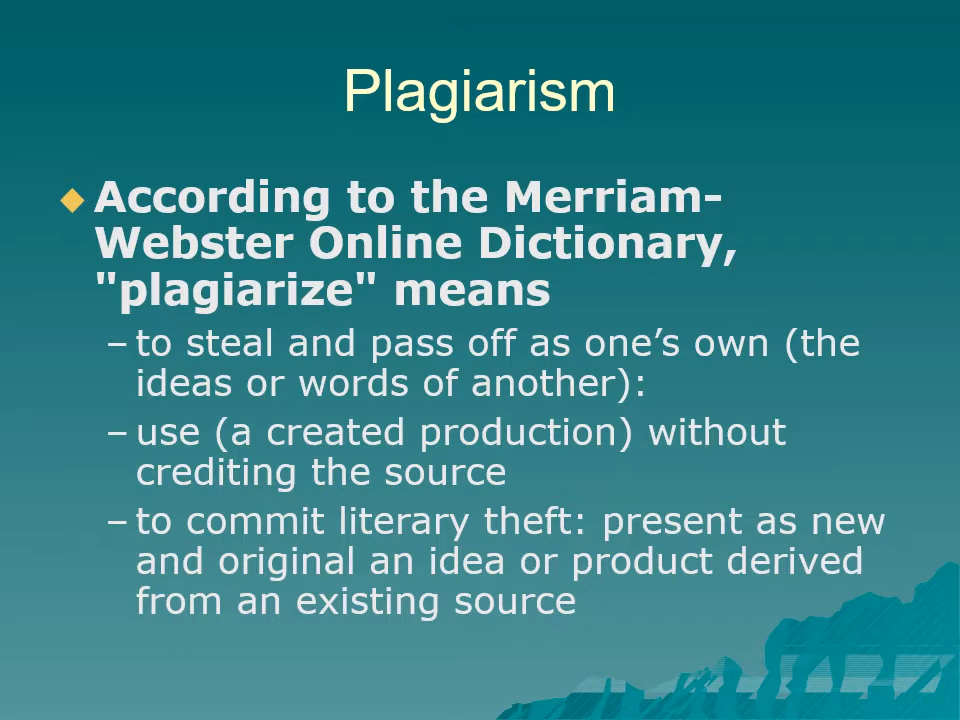 Plagiarism
According to the Merriam-
Webster Online Dictionary,
"plagiarize" means
– to steal and pass off as one’s own (the
ideas or words of another):
– use (a created production) without
crediting the source
– to commit literary theft: present as new
and original an idea or product derived
from an existing source